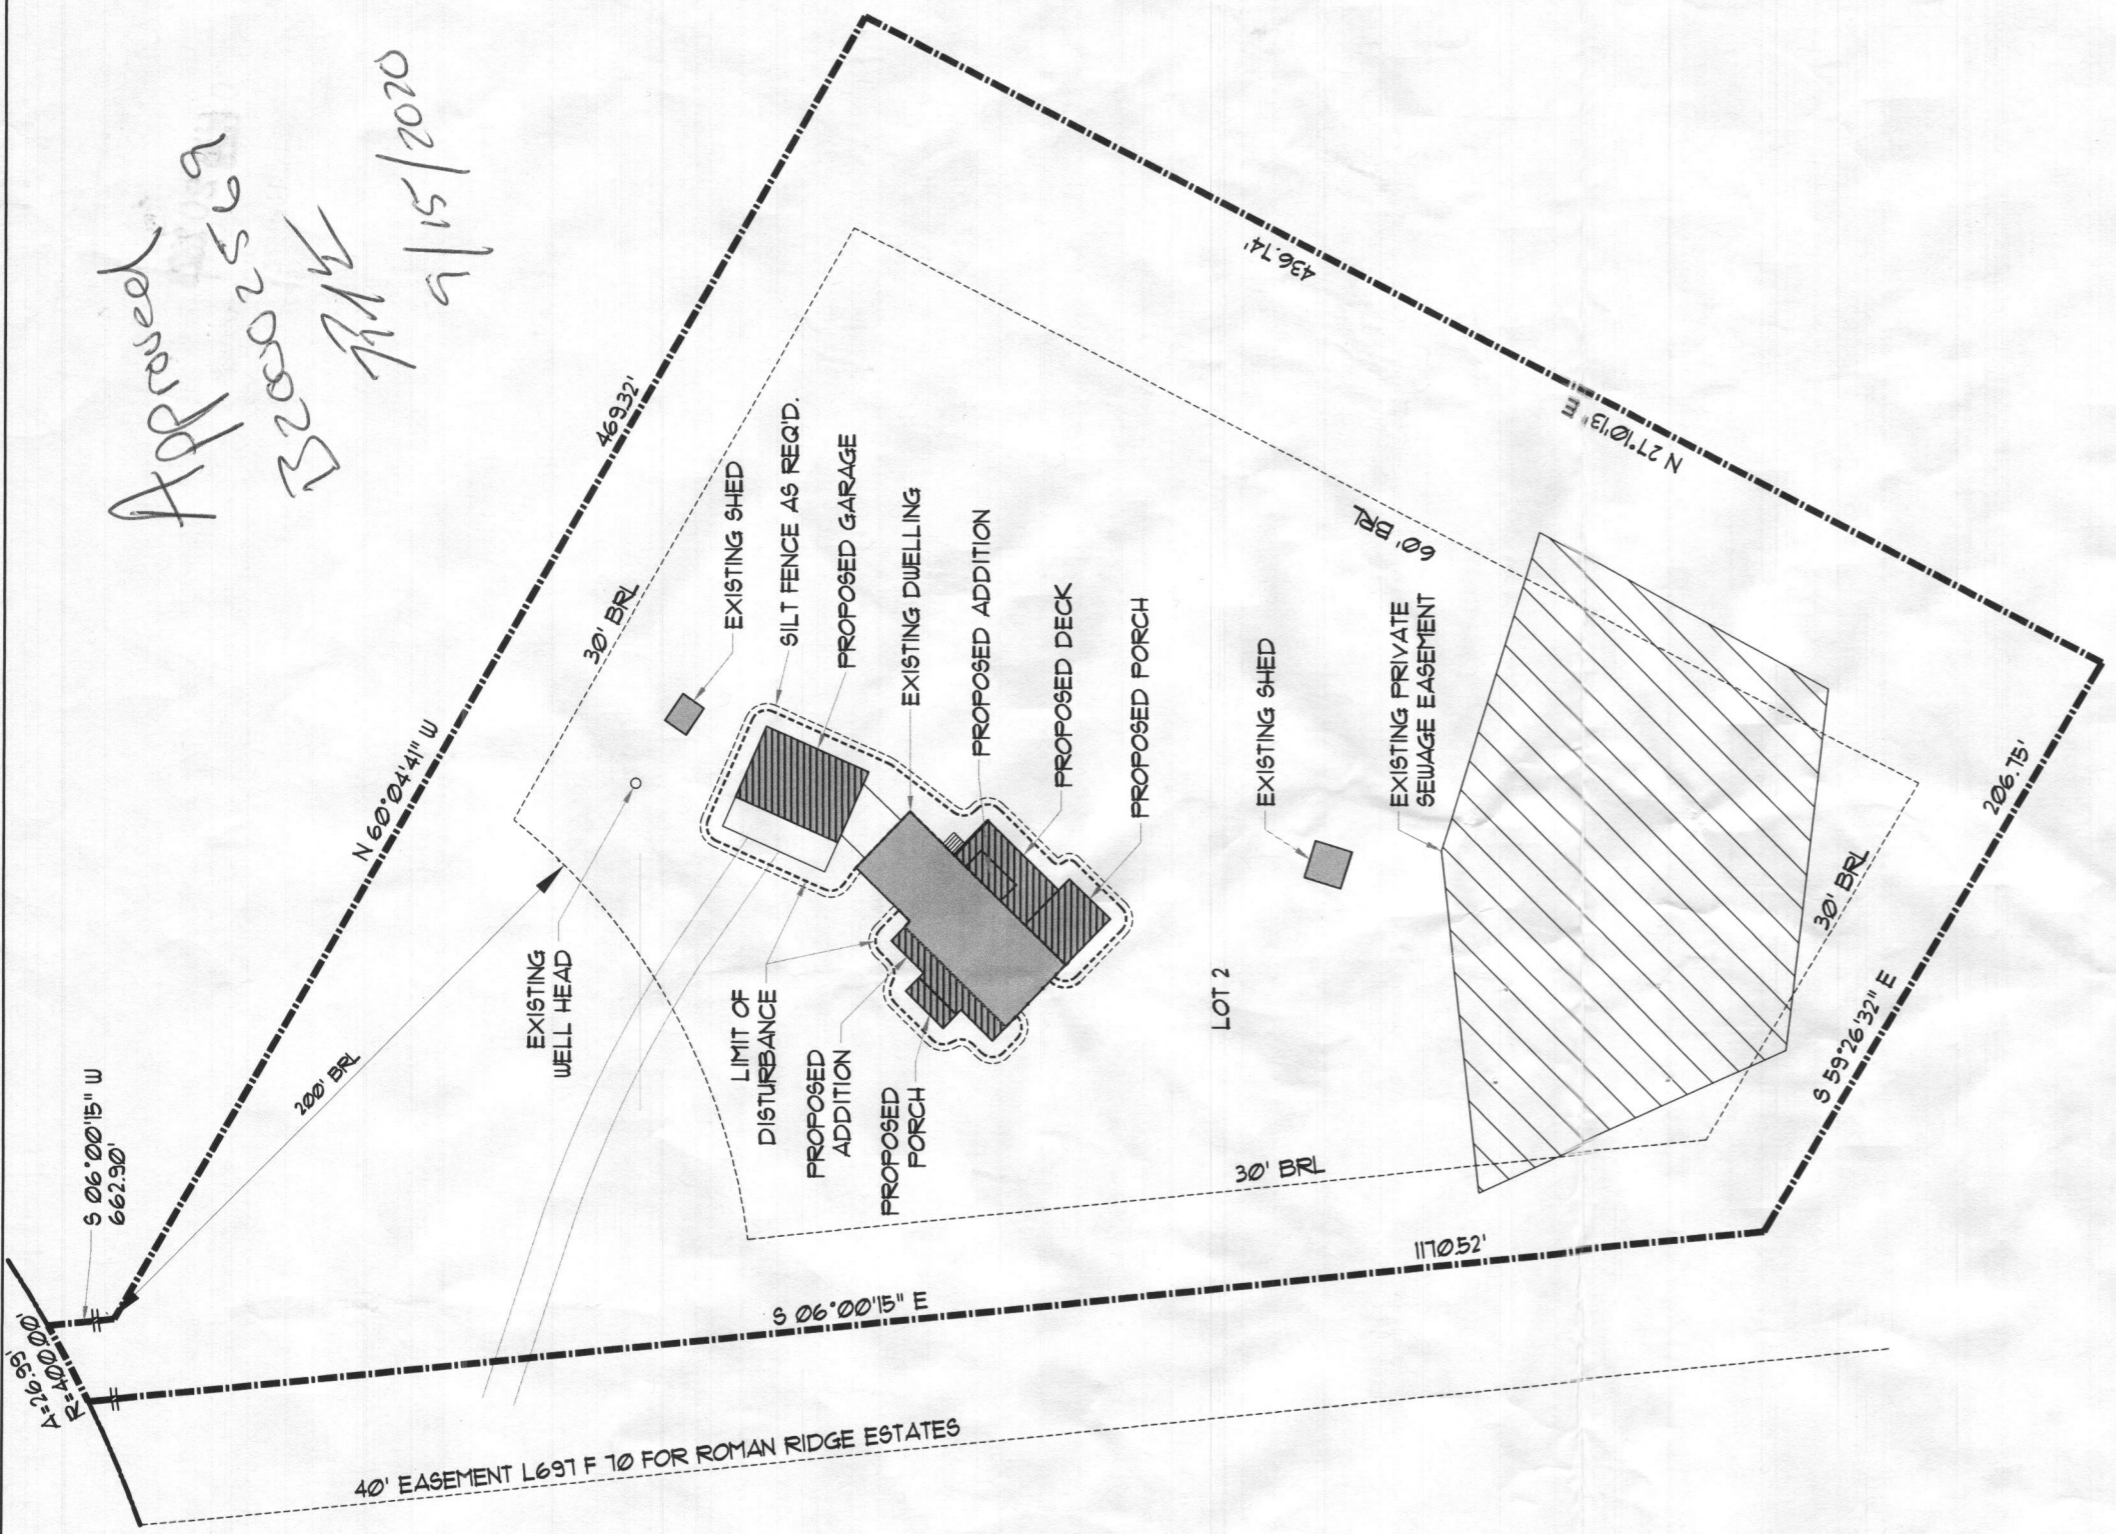 Approved
B20002569
9/15/2020
A=26.99'
R=400.00'
S 06°00'15" W
662.90'
N 60°04'41" W
469.32'
200' BRL
30' BRL
EXISTING
WELL HEAD
EXISTING SHED
SILT FENCE AS REQ'D.
PROPOSED GARAGE
EXISTING DWELLING
PROPOSED ADDITION
PROPOSED DECK
PROPOSED PORCH
LIMIT OF
DISTURBANCE
PROPOSED
ADDITION
PROPOSED
PORCH
LOT 2
EXISTING SHED
EXISTING PRIVATE
SEWAGE EASEMENT
60' BRL
436.74'
N 27°10'13" E
30' BRL
206.75'
S 59°26'32" E
30' BRL
1170.52'
S 06°00'15" E
40' EASEMENT L697 F 70 FOR ROMAN RIDGE ESTATES